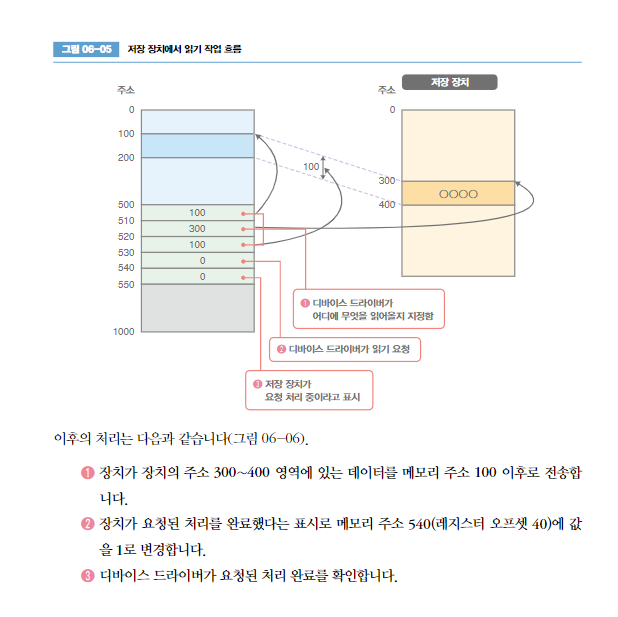 그림 06-05 저장 장치에서 읽기 작업 흐름
주소
0
100
200
500
510
520
530
540
550
1000
100
300
100
0
0
100
주소
저장 장치
0
300
400
○○○○
❶ 디바이스 드라이버가
어디에 무엇을 읽어올지 지정함
❷ 디바이스 드라이버가 읽기 요청
❸ 저장 장치가
요청 처리 중이라고 표시
이후의 처리는 다음과 같습니다(그림 06-06).
❶ 장치가 장치의 주소 300~400 영역에 있는 데이터를 메모리 주소 100 이후로 전송합
니다.
❷ 장치가 요청된 처리를 완료했다는 표시로 메모리 주소 540(레지스터 오프셋 40)에 값
을 1로 변경합니다.
❸ 디바이스 드라이버가 요청된 처리 완료를 확인합니다.